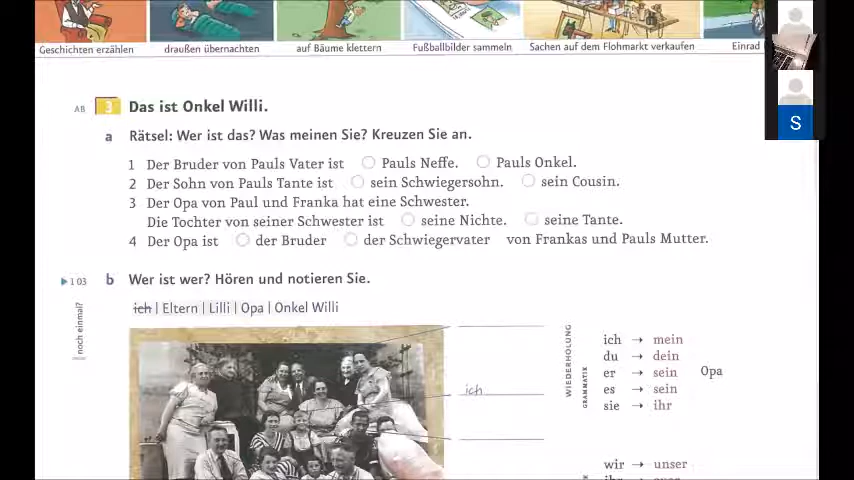 Geschichten erzählen draußen übernachten auf Bäume klettern Fußballbilder sammeln Sachen auf dem Flohmarkt verkaufen Einrad
AB 3 Das ist Onkel Willi.
a Rätsel: Wer ist das? Was meinen Sie? Kreuzen Sie an.
1 Der Bruder von Pauls Vater ist Pauls Neffe. Pauls Onkel.
2 Der Sohn von Pauls Tante ist sein Schwiegersohn. sein Cousin.
3 Der Opa von Paul und Franka hat eine Schwester.
Die Tochter von seiner Schwester ist seine Nichte. seine Tante.
4 Der Opa ist der Bruder der Schwiegervater von Frankas und Pauls Mutter.
1 03 b Wer ist wer? Hören und notieren Sie.
noch einmal?
ich | Eltern | Lilli | Opa | Onkel Willi
ich
WIEDERHOLUNG
GRAMMATIK
ich → mein
du → dein
er → sein Opa
es → sein
sie → ihr
wir → unser
S